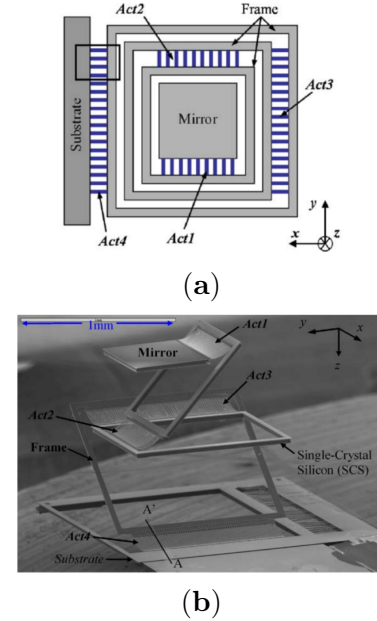 Act2
Frame
Substrate
Mirror
Act3
Act4
Act1
y
x
z
(a)
1mm
Act1
y
x
z
Mirror
Act3
Act2
Frame
Single-Crystal
Silicon (SCS)
A'
Act4
Substrate
A
(b)